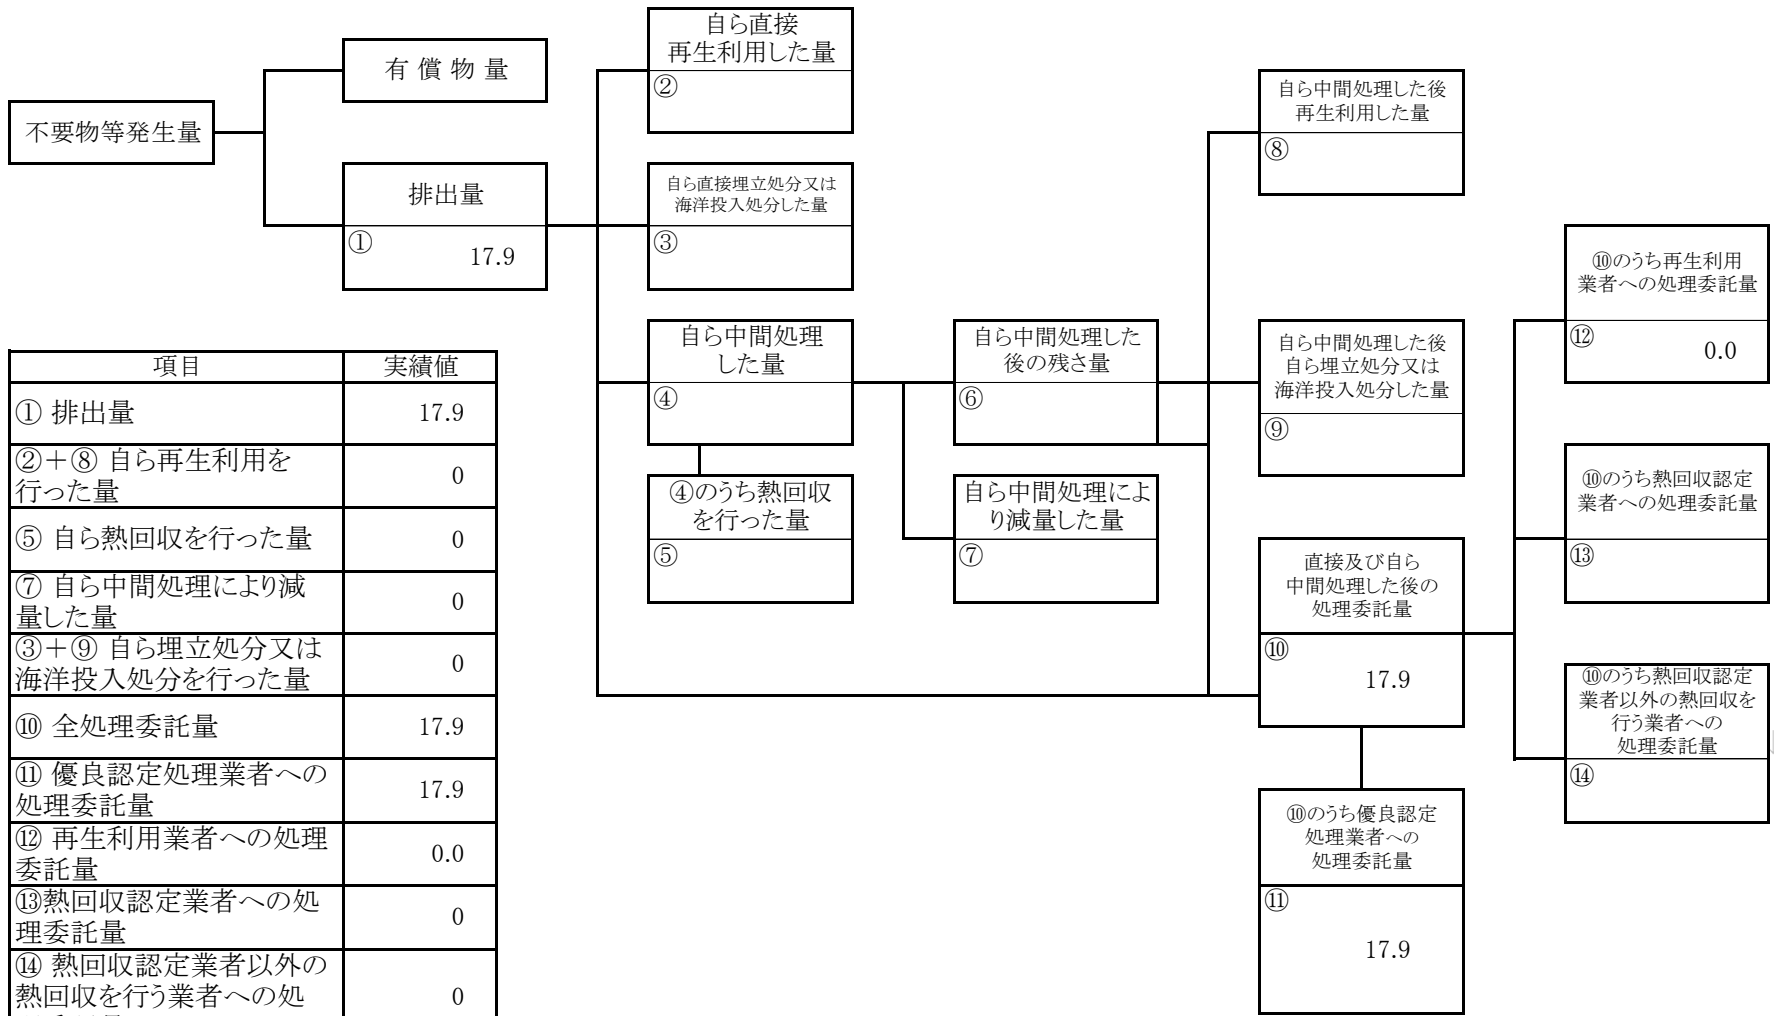 不要物等発生量
有 償 物 量
排出量
① 17.9
自ら直接
再生利用した量
②
自ら直接埋立処分又は
海洋投入処分した量
③
自ら中間処理
した量
④
④のうち熱回収
を行った量
⑤
自ら中間処理した
後の残さ量
⑥
自ら中間処理によ
り減量した量
⑦
自ら中間処理した後
再生利用した量
⑧
自ら中間処理した後
自ら埋立処分又は
海洋投入処分した量
⑨
直接及び自ら
中間処理した後の
処理委託量
⑩
17.9
⑩のうち優良認定
処理業者への
処理委託量
⑪
17.9
⑩のうち再生利用
業者への処理委託量
⑫ 0.0
⑩のうち熱回収認定
業者への処理委託量
⑬
⑩のうち熱回収認定
業者以外の熱回収を
行う業者への
処理委託量
⑭
項目 実績値
① 排出量 17.9
②＋⑧ 自ら再生利用を
行った量 0
⑤ 自ら熱回収を行った量 0
⑦ 自ら中間処理により減
量した量 0
③＋⑨ 自ら埋立処分又は
海洋投入処分を行った量 0
⑩ 全処理委託量 17.9
⑪ 優良認定処理業者への
処理委託量 17.9
⑫ 再生利用業者への処理
委託量 0.0
⑬熱回収認定業者への処
理委託量 0
⑭ 熱回収認定業者以外の
熱回収を行う業者への処 0